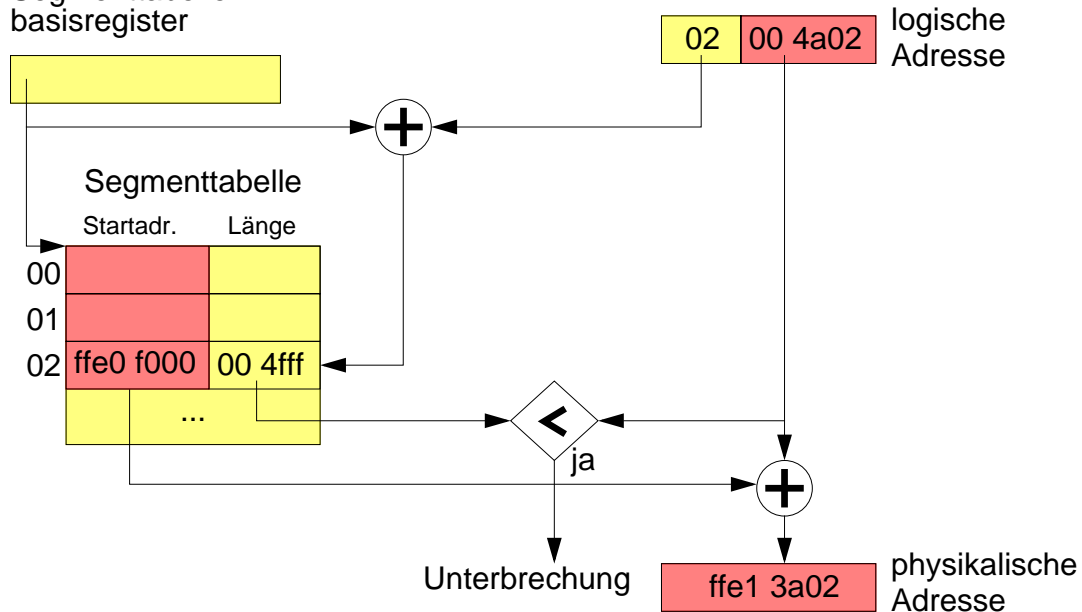 basisregister
02 00 4a02
logische
Adresse
+
Segmenttabelle
Startadr. Länge
00
01
02 ffe0 f000 00 4fff
...
<
ja
+
Unterbrechung
ffe1 3a02
physikalische
Adresse